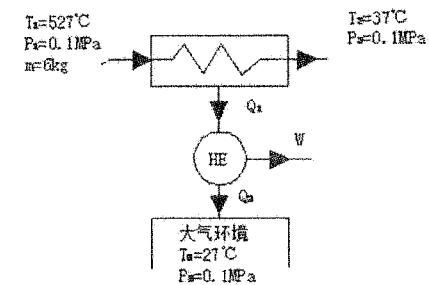 T₁=527℃
P₁=0.1MPa
m=6kg
T₂=37℃
P₂=0.1MPa
Q₁
W
HE
Q₂
大气环境
T₀=27℃
P₀=0.1MPa